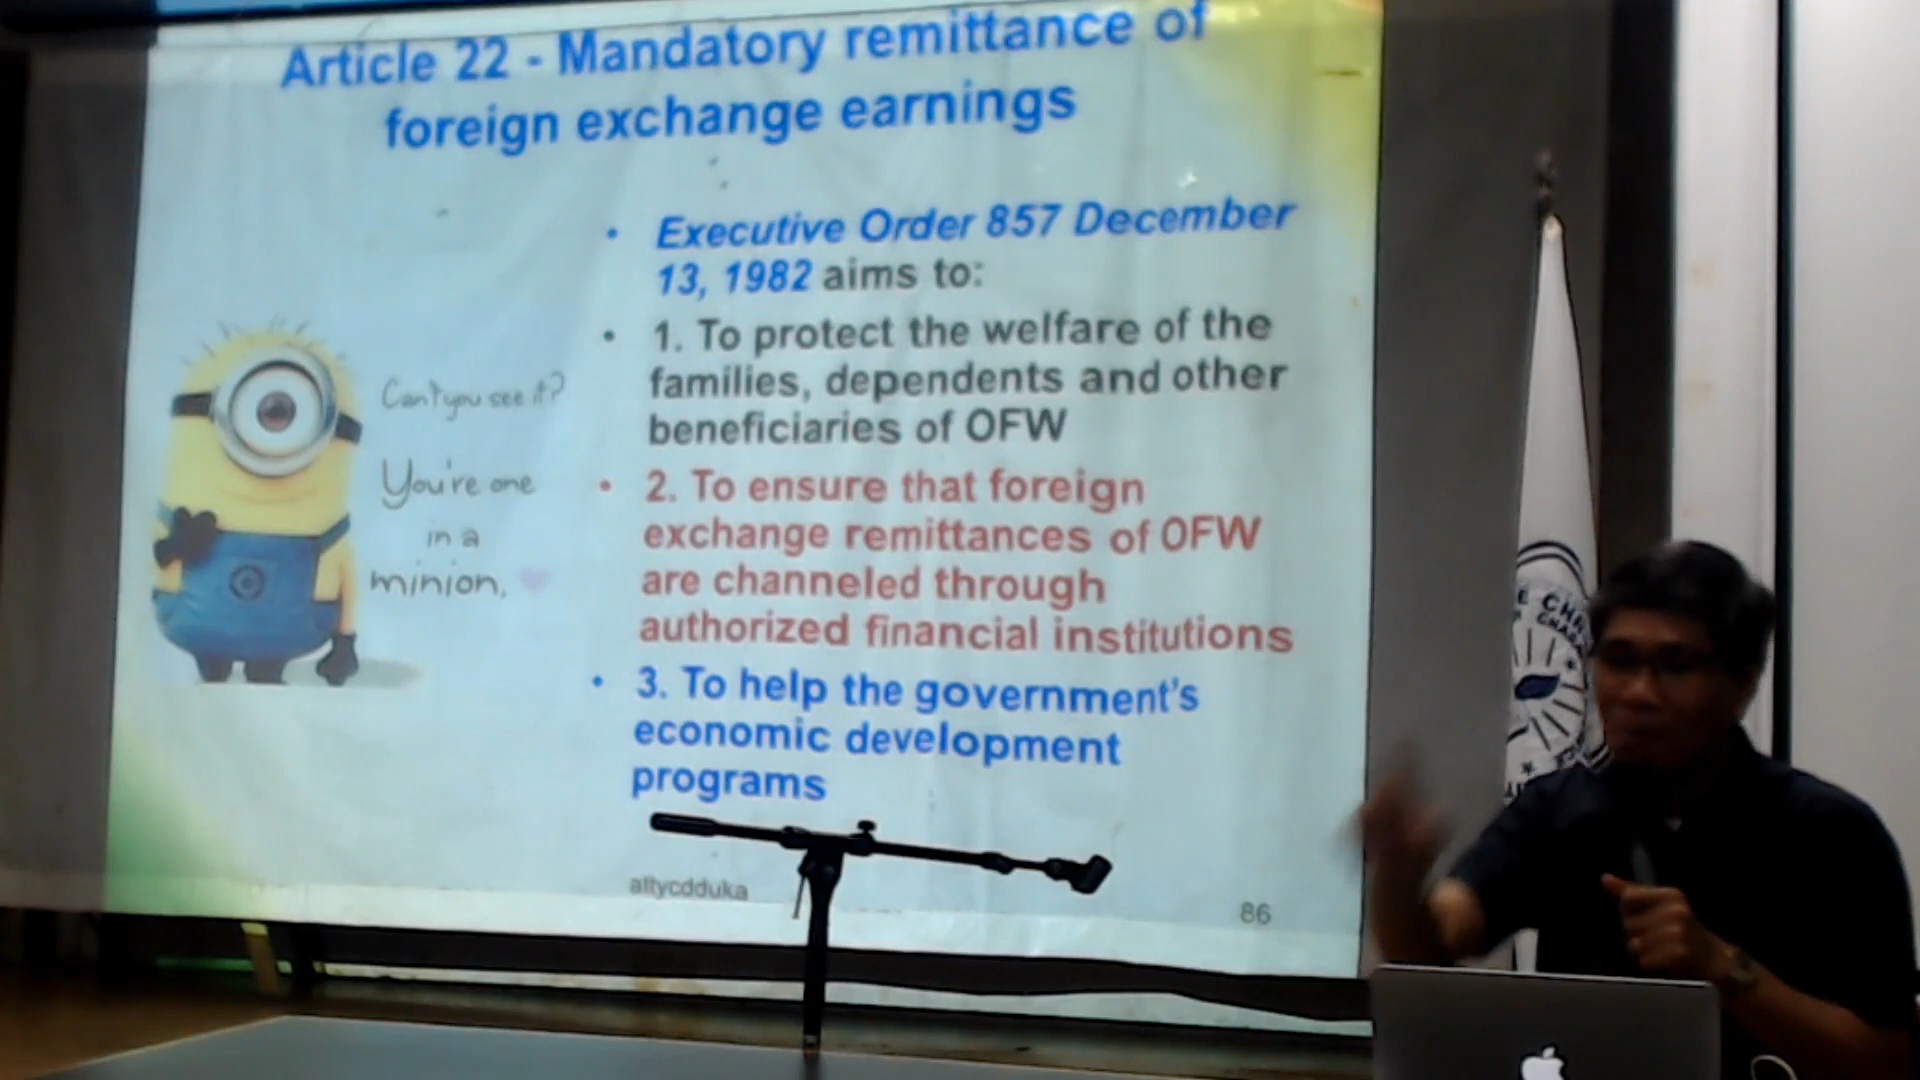 Article 22 - Mandatory remittance of
foreign exchange earnings
• Executive Order 857 December
13, 1982 aims to:
• 1. To protect the welfare of the
families, dependents and other
beneficiaries of OFW
• 2. To ensure that foreign
exchange remittances of OFW
are channeled through
authorized financial institutions
• 3. To help the government's
economic development
programs
Can't you see it?
You're one
in a
minion.
attycdduka
86